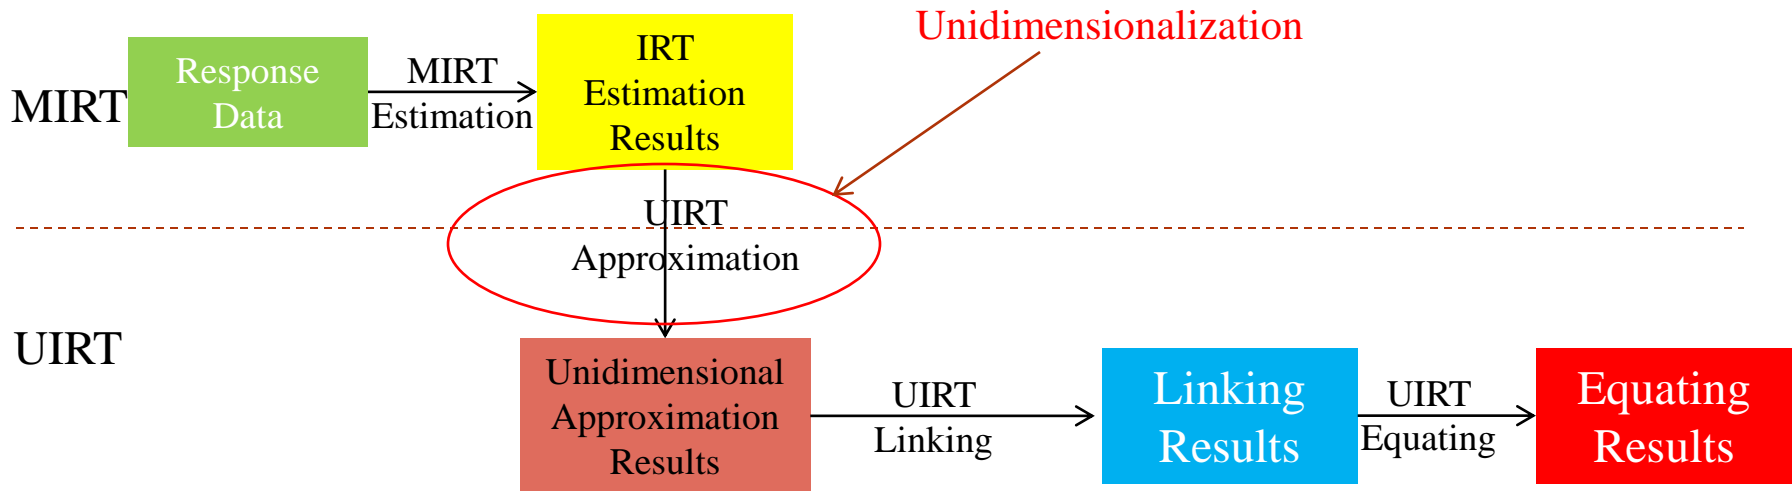 Unidimensionalization
MIRT
Response
Data
MIRT
Estimation
IRT
Estimation
Results
UIRT
Approximation
UIRT
Unidimensional
Approximation
Results
UIRT
Linking
Linking
Results
UIRT
Equating
Equating
Results